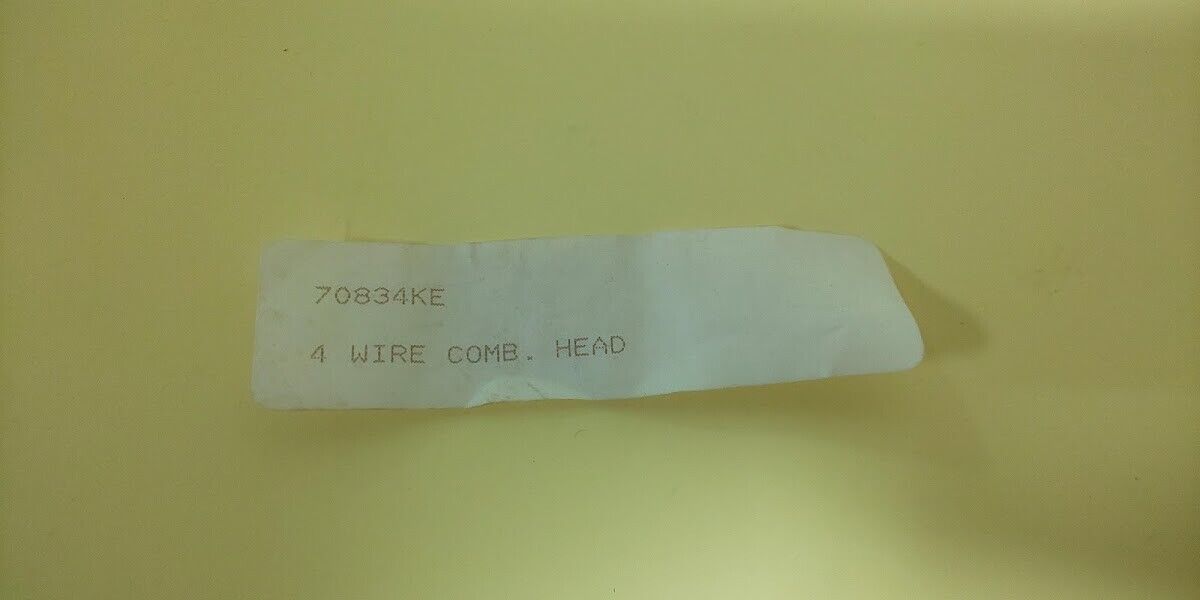 70834KE
4 WIRE COMB. HEAD